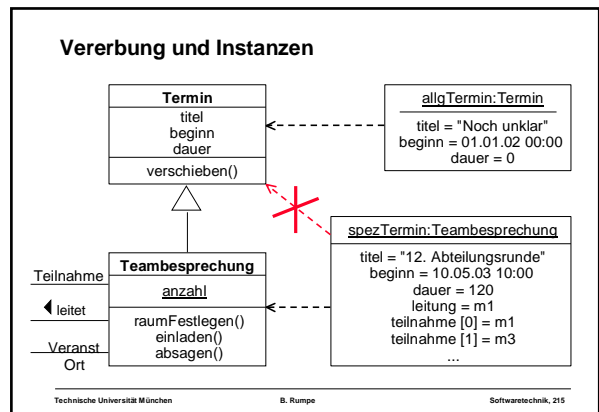 Vererbung und Instanzen
Termin
titel
beginn
dauer
verschieben()
allgTermin:Termin
titel = "Noch unklar"
beginn = 01.01.02 00:00
dauer = 0
Teambesprechung
anzahl
raumFestlegen()
einladen()
absagen()
Teilnahme
leitet
Veranst
Ort
spezTermin:Teambesprechung
titel = "12. Abteilungsrunde"
beginn = 10.05.03 10:00
dauer = 120
leitung = m1
teilnahme [0] = m1
teilnahme [1] = m3
...
Technische Universität München B. Rumpe Softwaretechnik, 215